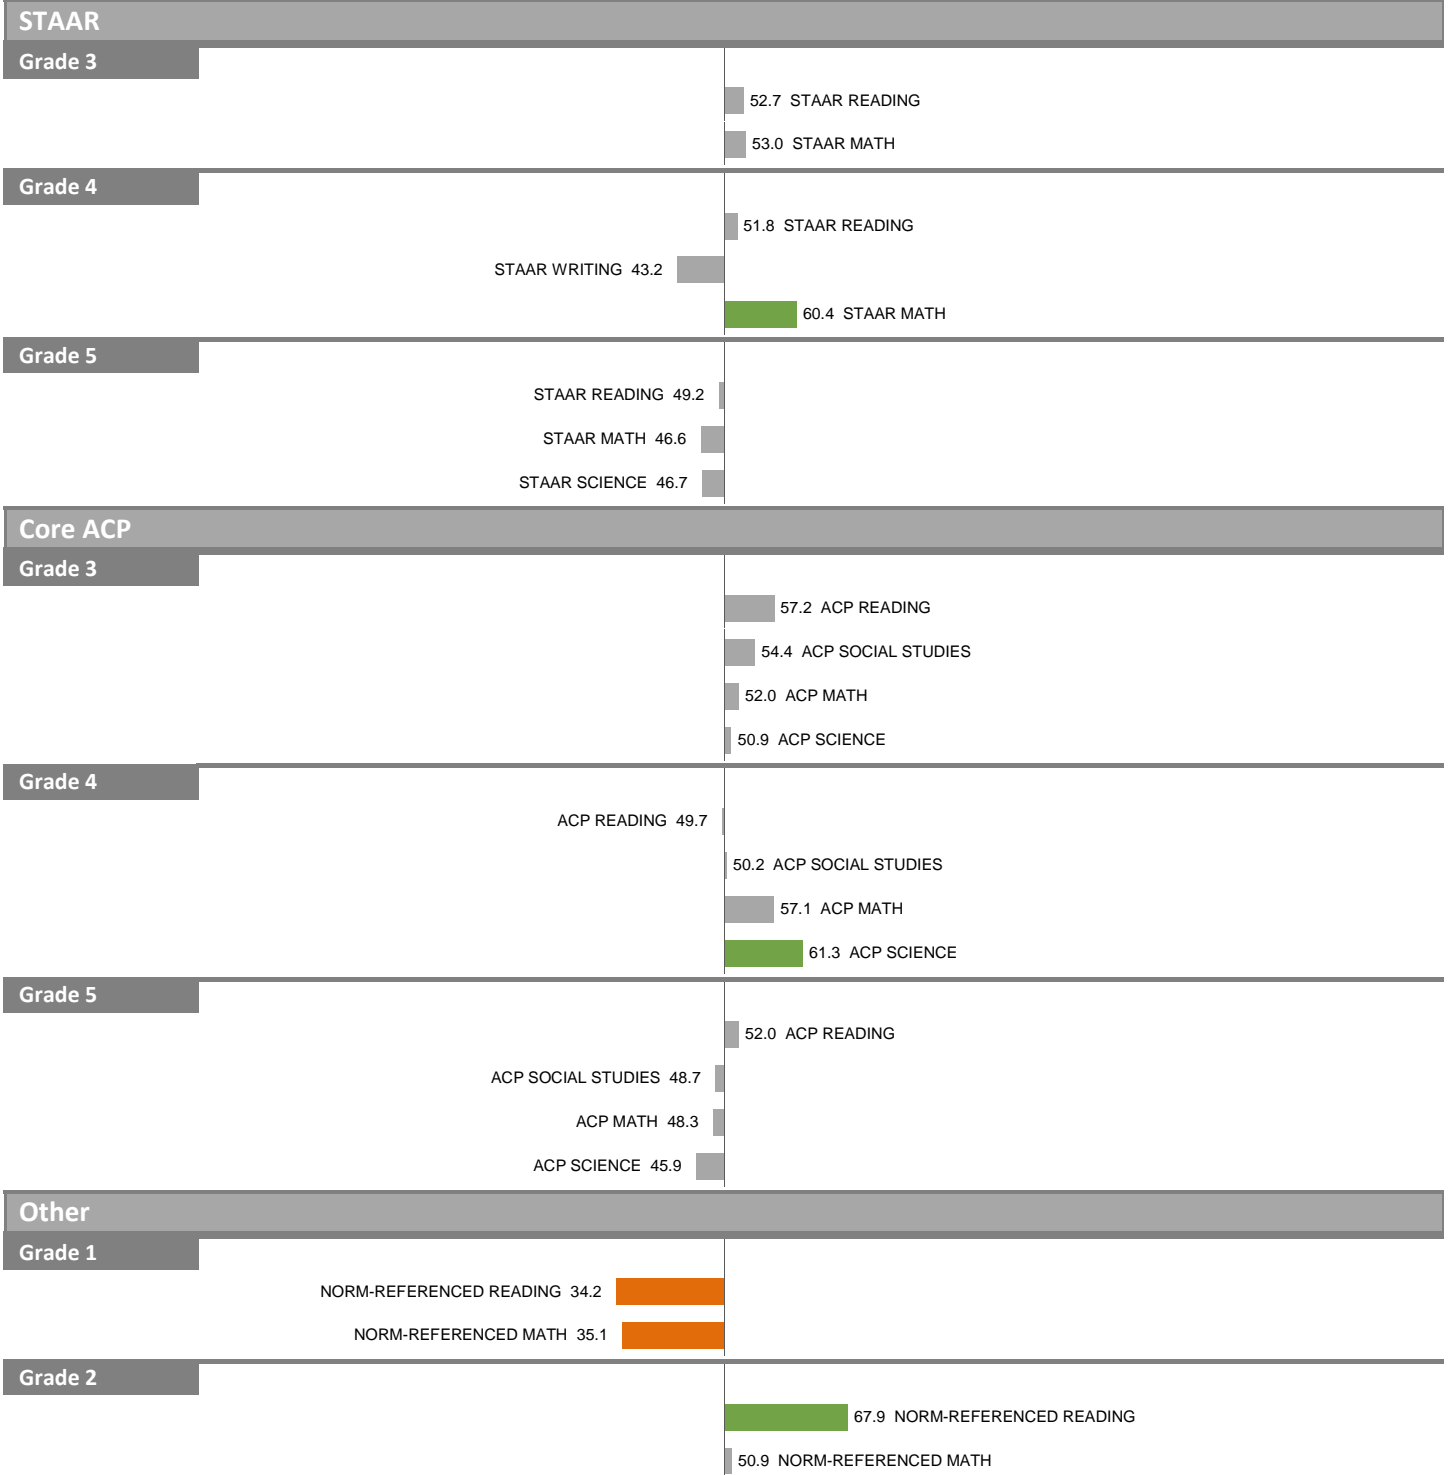 STAAR
Grade 3
52.7 STAAR READING
53.0 STAAR MATH
Grade 4
51.8 STAAR READING
STAAR WRITING 43.2
60.4 STAAR MATH
Grade 5
STAAR READING 49.2
STAAR MATH 46.6
STAAR SCIENCE 46.7
Core ACP
Grade 3
57.2 ACP READING
54.4 ACP SOCIAL STUDIES
52.0 ACP MATH
50.9 ACP SCIENCE
Grade 4
ACP READING 49.7
50.2 ACP SOCIAL STUDIES
57.1 ACP MATH
61.3 ACP SCIENCE
Grade 5
52.0 ACP READING
ACP SOCIAL STUDIES 48.7
ACP MATH 48.3
ACP SCIENCE 45.9
Other
Grade 1
NORM-REFERENCED READING 34.2
NORM-REFERENCED MATH 35.1
Grade 2
67.9 NORM-REFERENCED READING
50.9 NORM-REFERENCED MATH